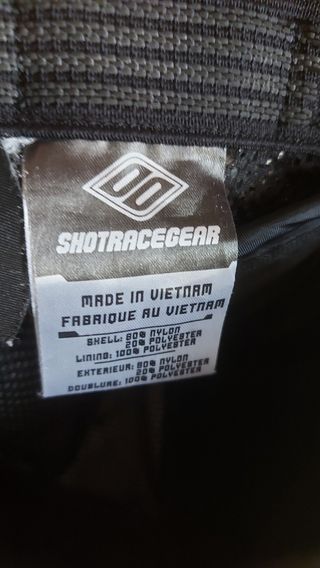 SHOTRACEGEAR
MADE IN VIETNAM
FABRIQUE AU VIETNAM
SHELL: 80% NYLON
20% POLYESTER
LINING: 100% POLYESTER
EXTERIEUR: 80% NYLON
20% POLYESTER
DOUBLURE: 100% POLYESTER